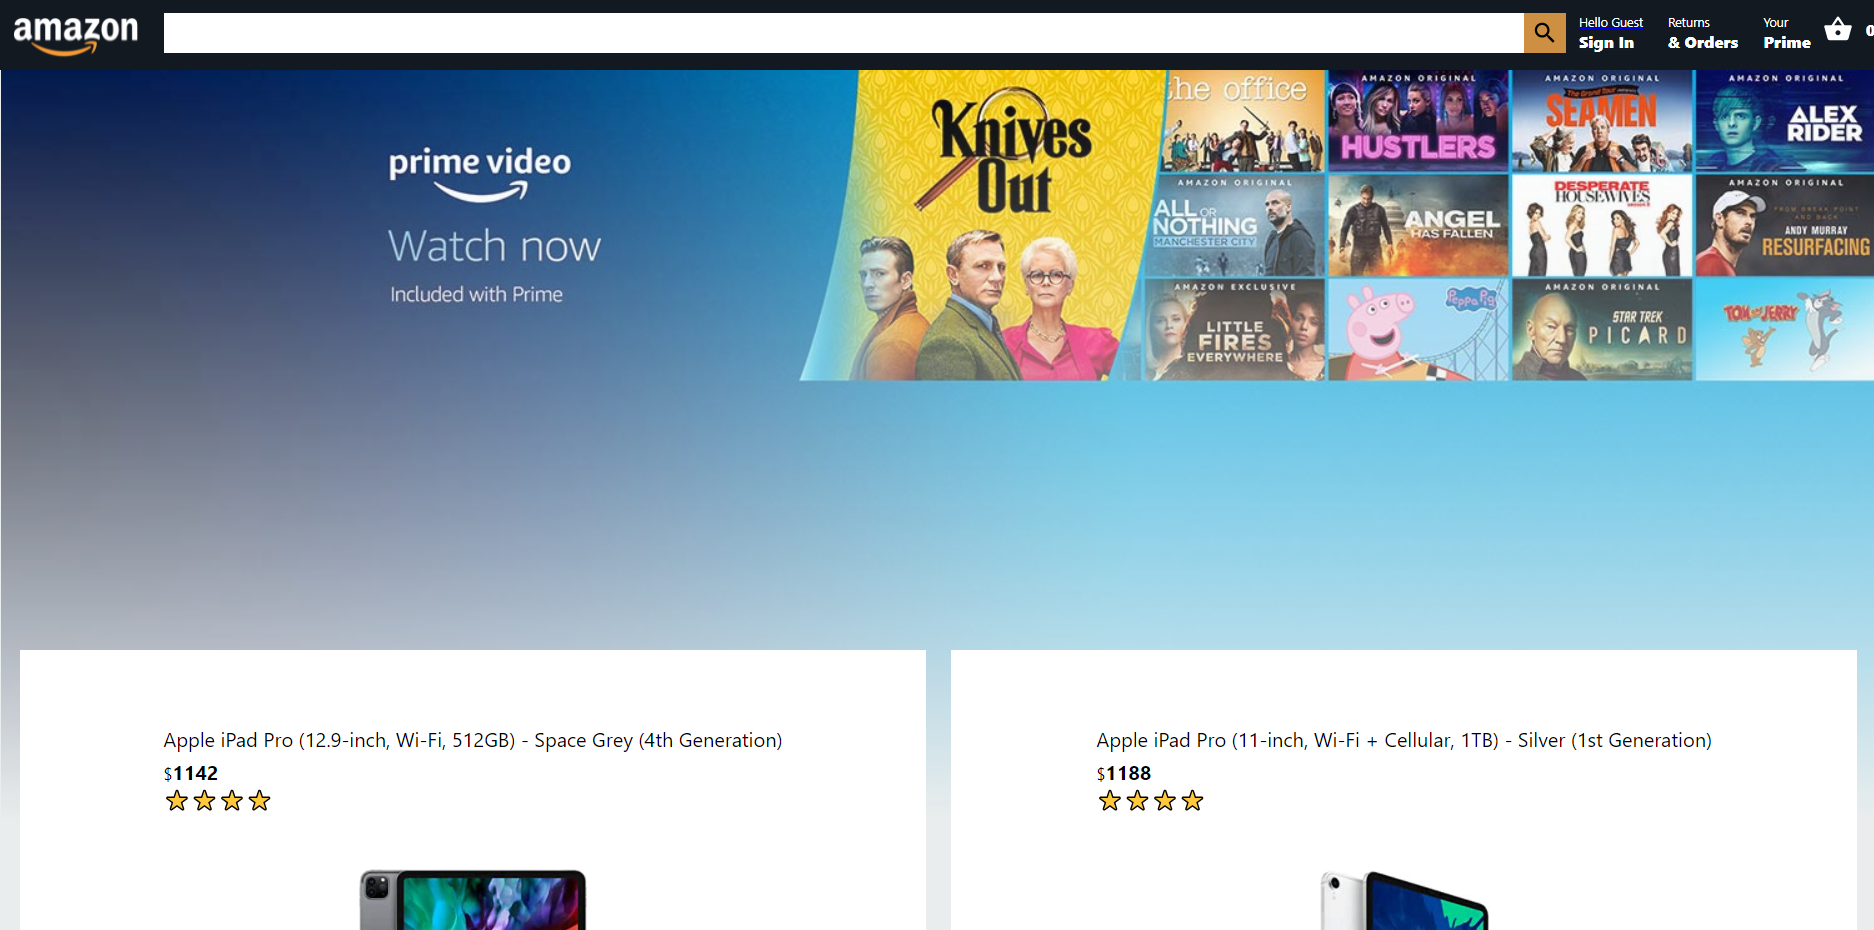 amazon
Hello Guest
Sign In
Returns
& Orders
Your
Prime
0
prime video
Watch now
Included with Prime
Knives
Out
the office
AMAZON ORIGINAL
HUSTLERS
AMAZON ORIGINAL
The Grand Tour presents
SEAMEN
AMAZON ORIGINAL
ALEX
RIDER
AMAZON ORIGINAL
ALL OR
NOTHING
MANCHESTER CITY
ANGEL
HAS FALLEN
DESPERATE
HOUSEWIVES
AMAZON ORIGINAL
FROM BREAK POINT
AND BACK
ANDY MURRAY
RESURFACING
AMAZON EXCLUSIVE
LITTLE
FIRES
EVERYWHERE
Peppa Pig
AMAZON ORIGINAL
STAR TREK
PICARD
TOM and JERRY
Apple iPad Pro (12.9-inch, Wi-Fi, 512GB) - Space Grey (4th Generation)
$1142
Apple iPad Pro (11-inch, Wi-Fi + Cellular, 1TB) - Silver (1st Generation)
$1188